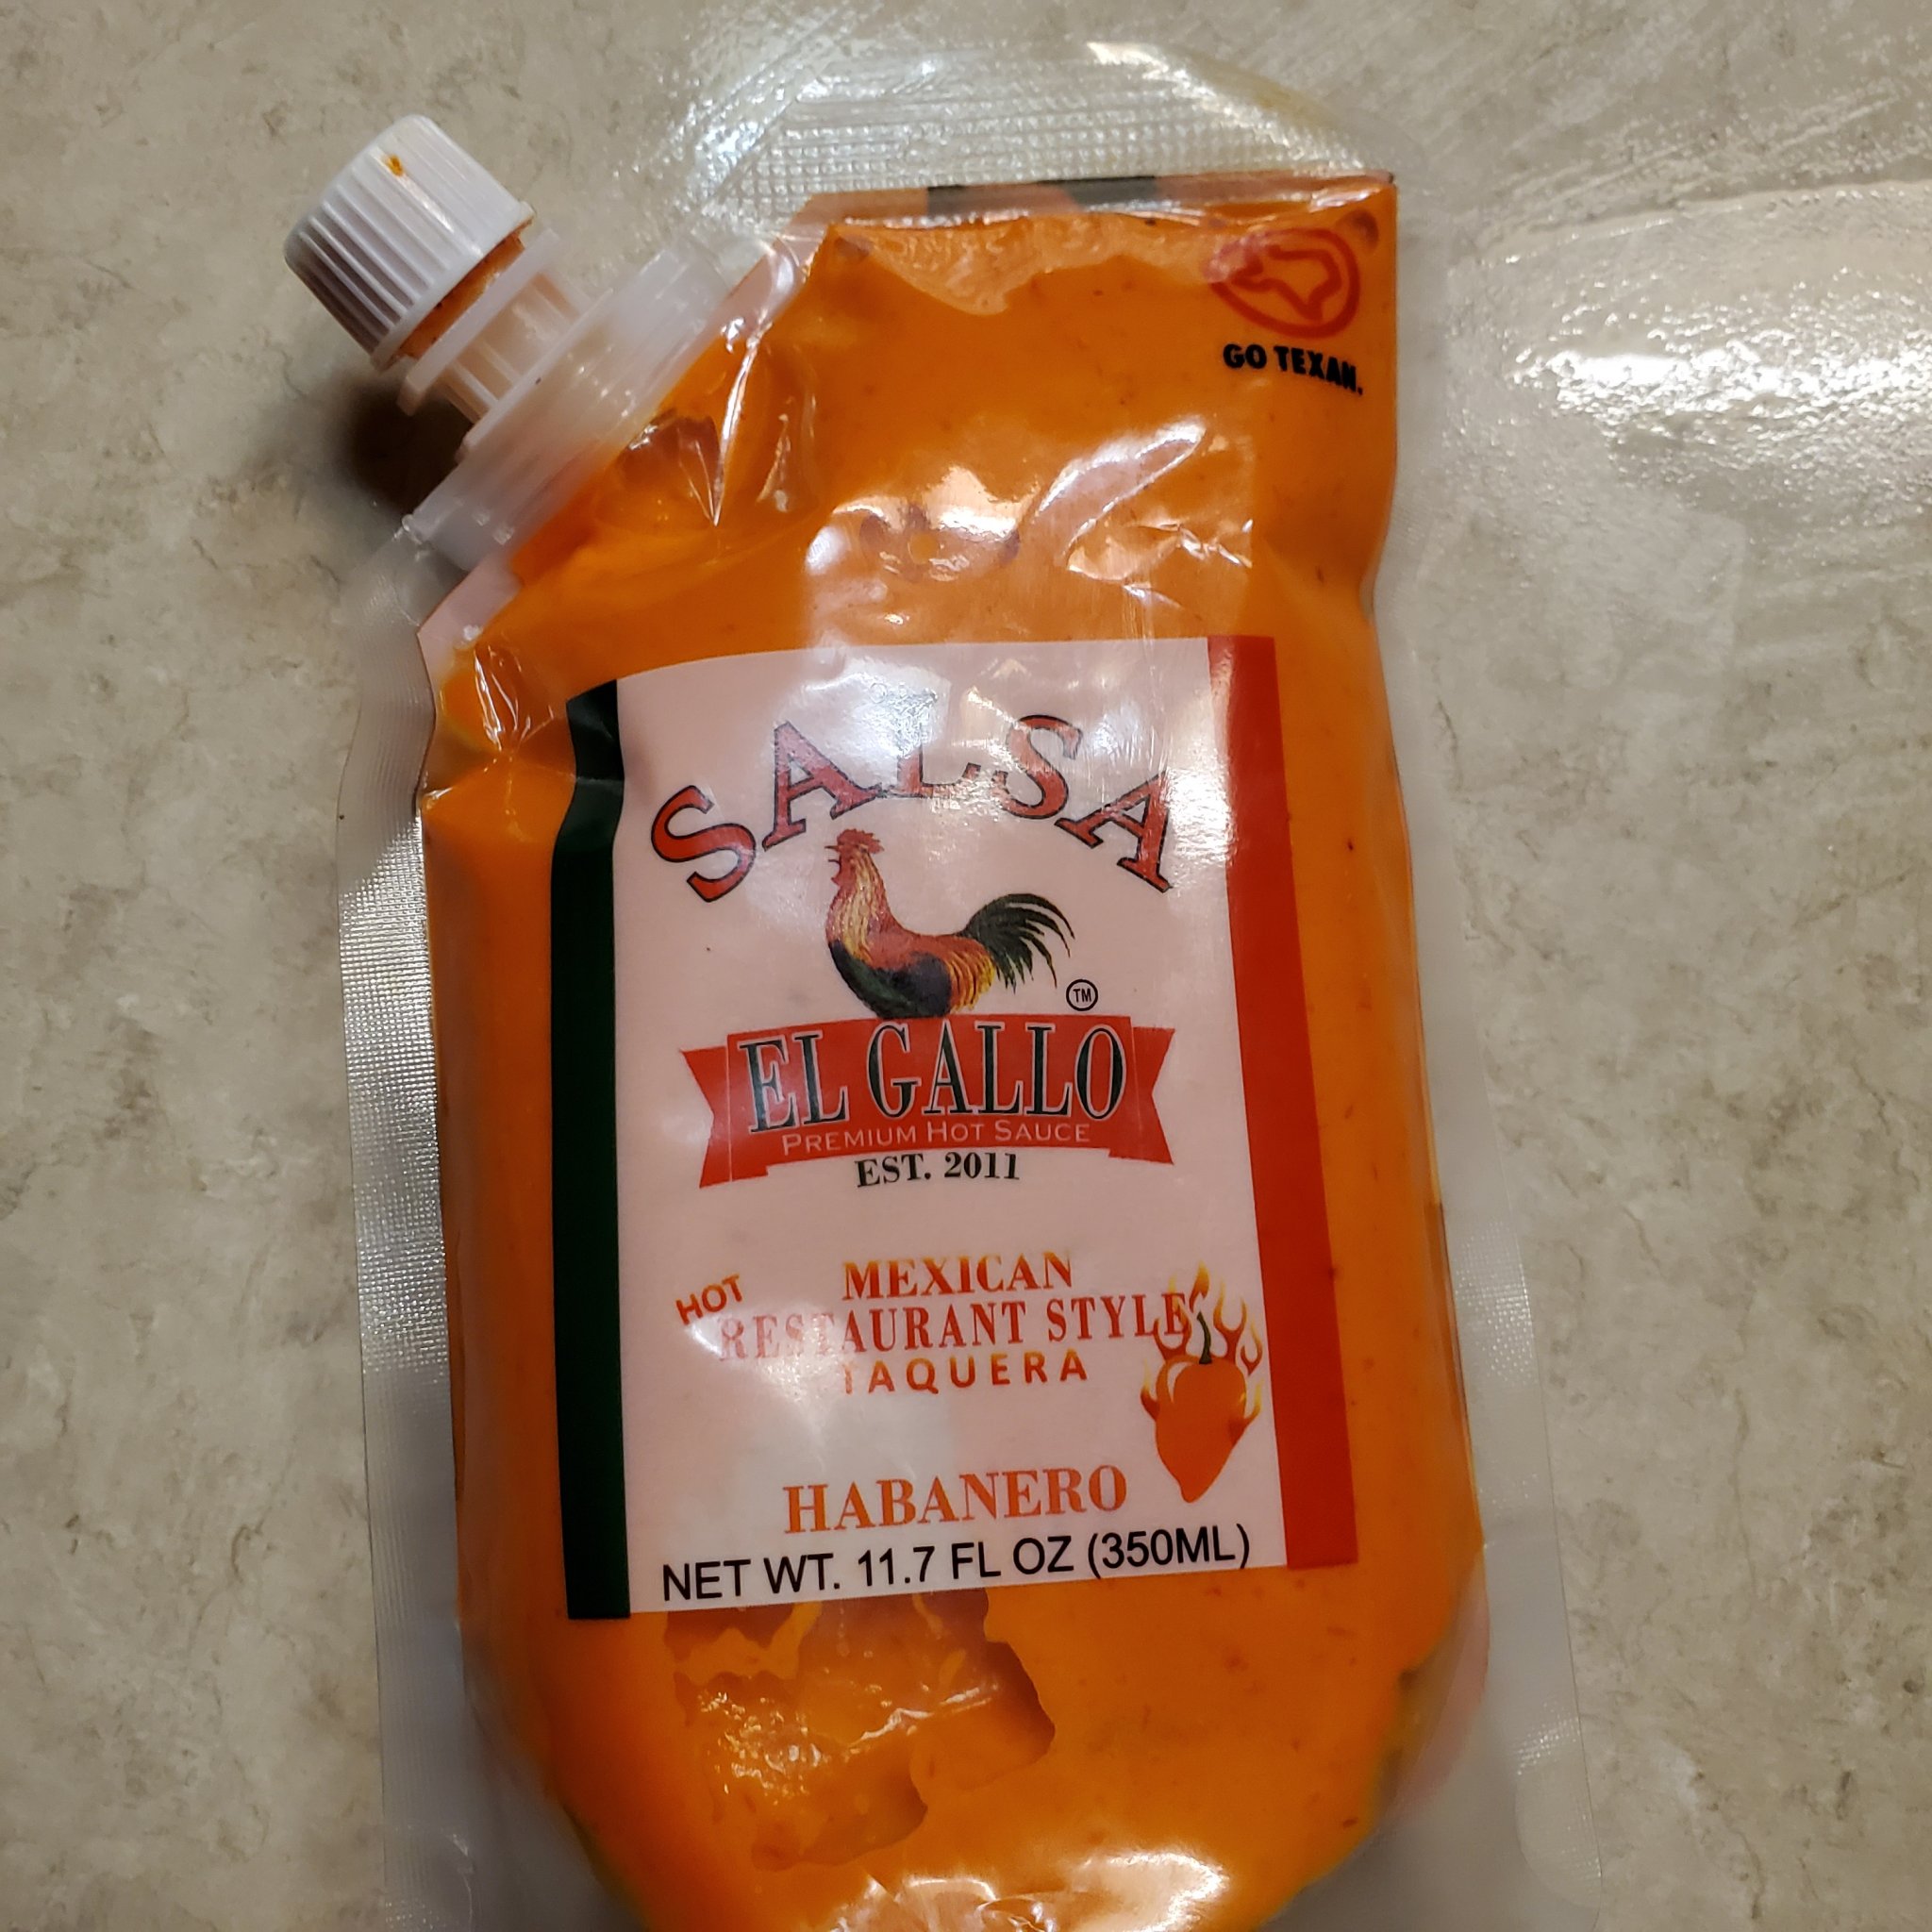 GO TEXAN.
SALSA
TM
EL GALLO
PREMIUM HOT SAUCE
EST. 2011
HOT
MEXICAN
RESTAURANT STYLE
TAQUERA
HABANERO
NET WT. 11.7 FL OZ (350ML)